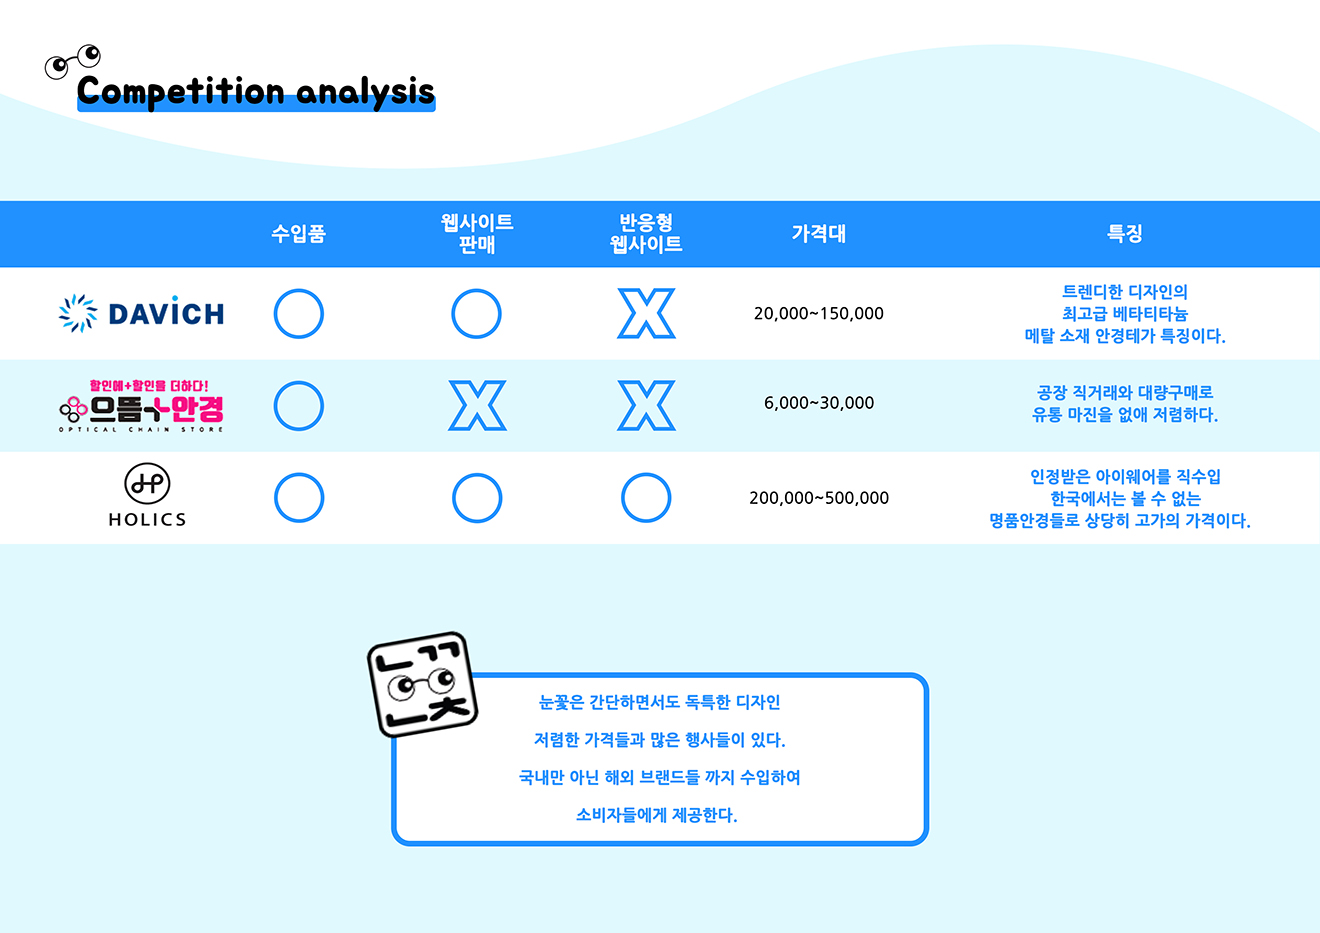 Competition analysis
수입품
웹사이트
판매
반응형
웹사이트
가격대
특징
DAVICH
20,000~150,000
트렌디한 디자인의
최고급 베타티타늄
메탈 소재 안경테가 특징이다.
할인에+할인을 더하다!
으뜸+안경
OPTICAL CHAIN STORE
6,000~30,000
공장 직거래와 대량구매로
유통 마진을 없애 저렴하다.
HOLICS
200,000~500,000
인정받은 아이웨어를 직수입
한국에서는 볼 수 없는
명품안경들로 상당히 고가의 가격이다.
ㄴㄲ
ㄴㅊ
눈꽃은 간단하면서도 독특한 디자인
저렴한 가격들과 많은 행사들이 있다.
국내만 아닌 해외 브랜드들 까지 수입하여
소비자들에게 제공한다.